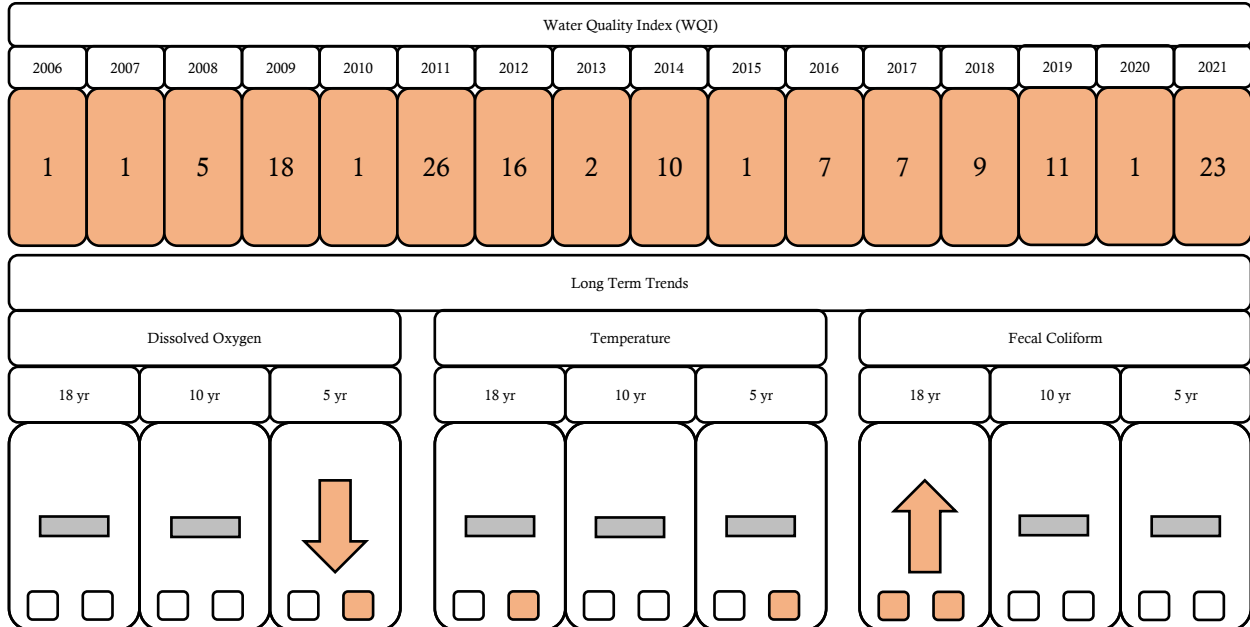 Water Quality Index (WQI)
2006 2007 2008 2009 2010 2011 2012 2013 2014 2015 2016 2017 2018 2019 2020 2021
1 1 5 18 1 26 16 2 10 1 7 7 9 11 1 23
Long Term Trends
Dissolved Oxygen Temperature Fecal Coliform
18 yr 10 yr 5 yr 18 yr 10 yr 5 yr 18 yr 10 yr 5 yr